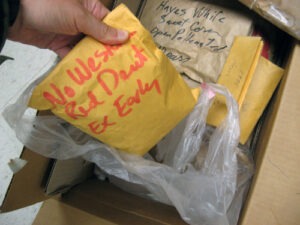 Hayes White
Sweet Corn
Open Pollinated
No Western
Red Dent
Ex Early